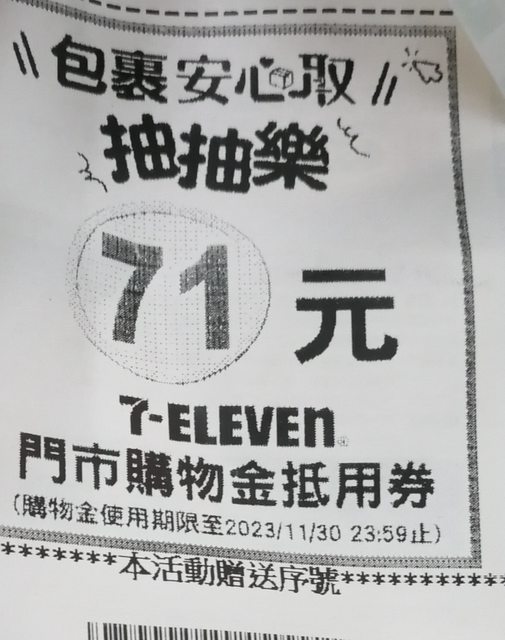 \\包裹安心取//
抽抽樂
71元
7-ELEVEN®
門市購物金抵用券
(購物金使用期限至2023/11/30 23:59止)
*******本活動贈送序號************